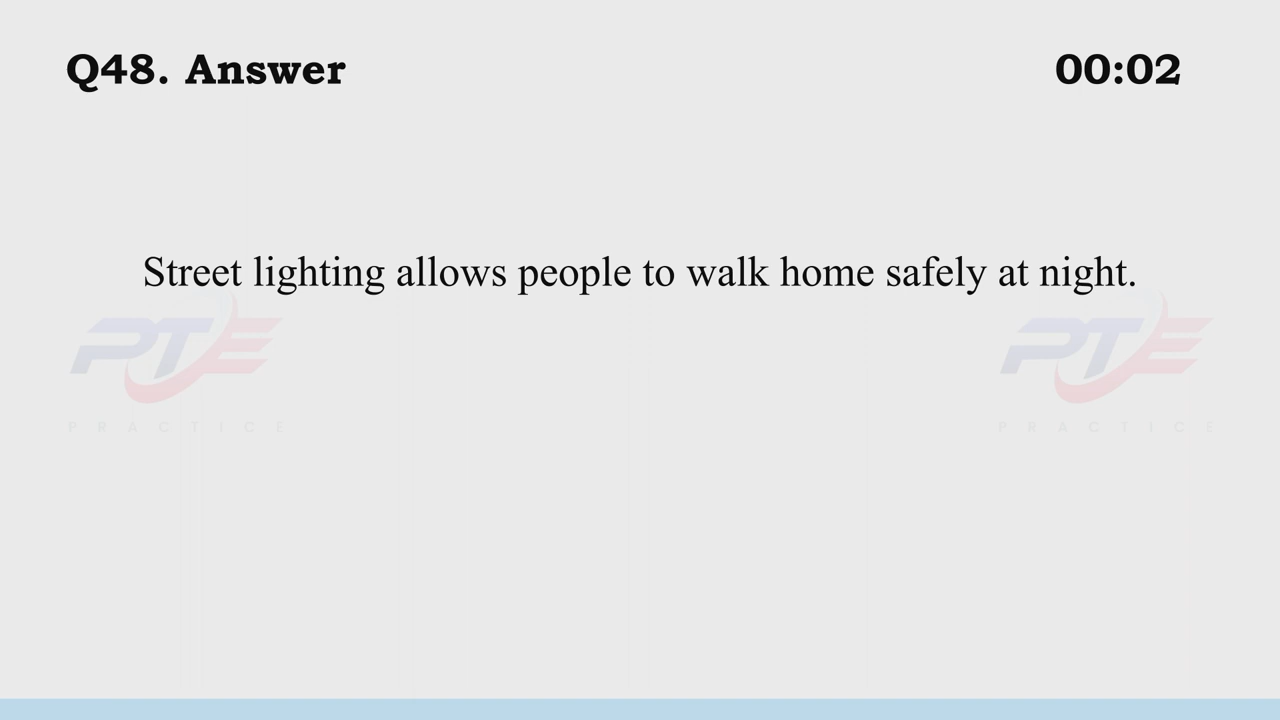 Q48. Answer
00:02
Street lighting allows people to walk home safely at night.
PTE PTE
PRACTICE PRACTICE